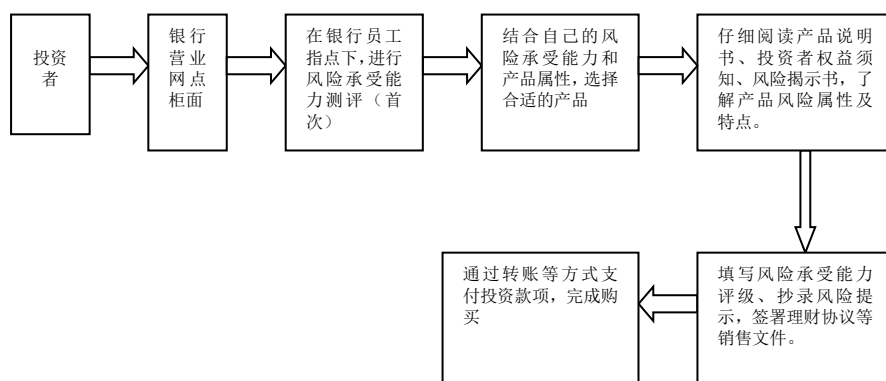 投资
者
银行
营业
网点
柜面
在银行员工
指点下，进行
风险承受能
力测评（首
次）
结合自己的风
险承受能力和
产品属性，选择
合适的产品
仔细阅读产品说明
书、投资者权益须
知、风险揭示书，了
解产品风险属性及
特点。
填写风险承受能力
评级、抄录风险提
示，签署理财协议等
销售文件。
通过转账等方式支
付投资款项，完成购
买